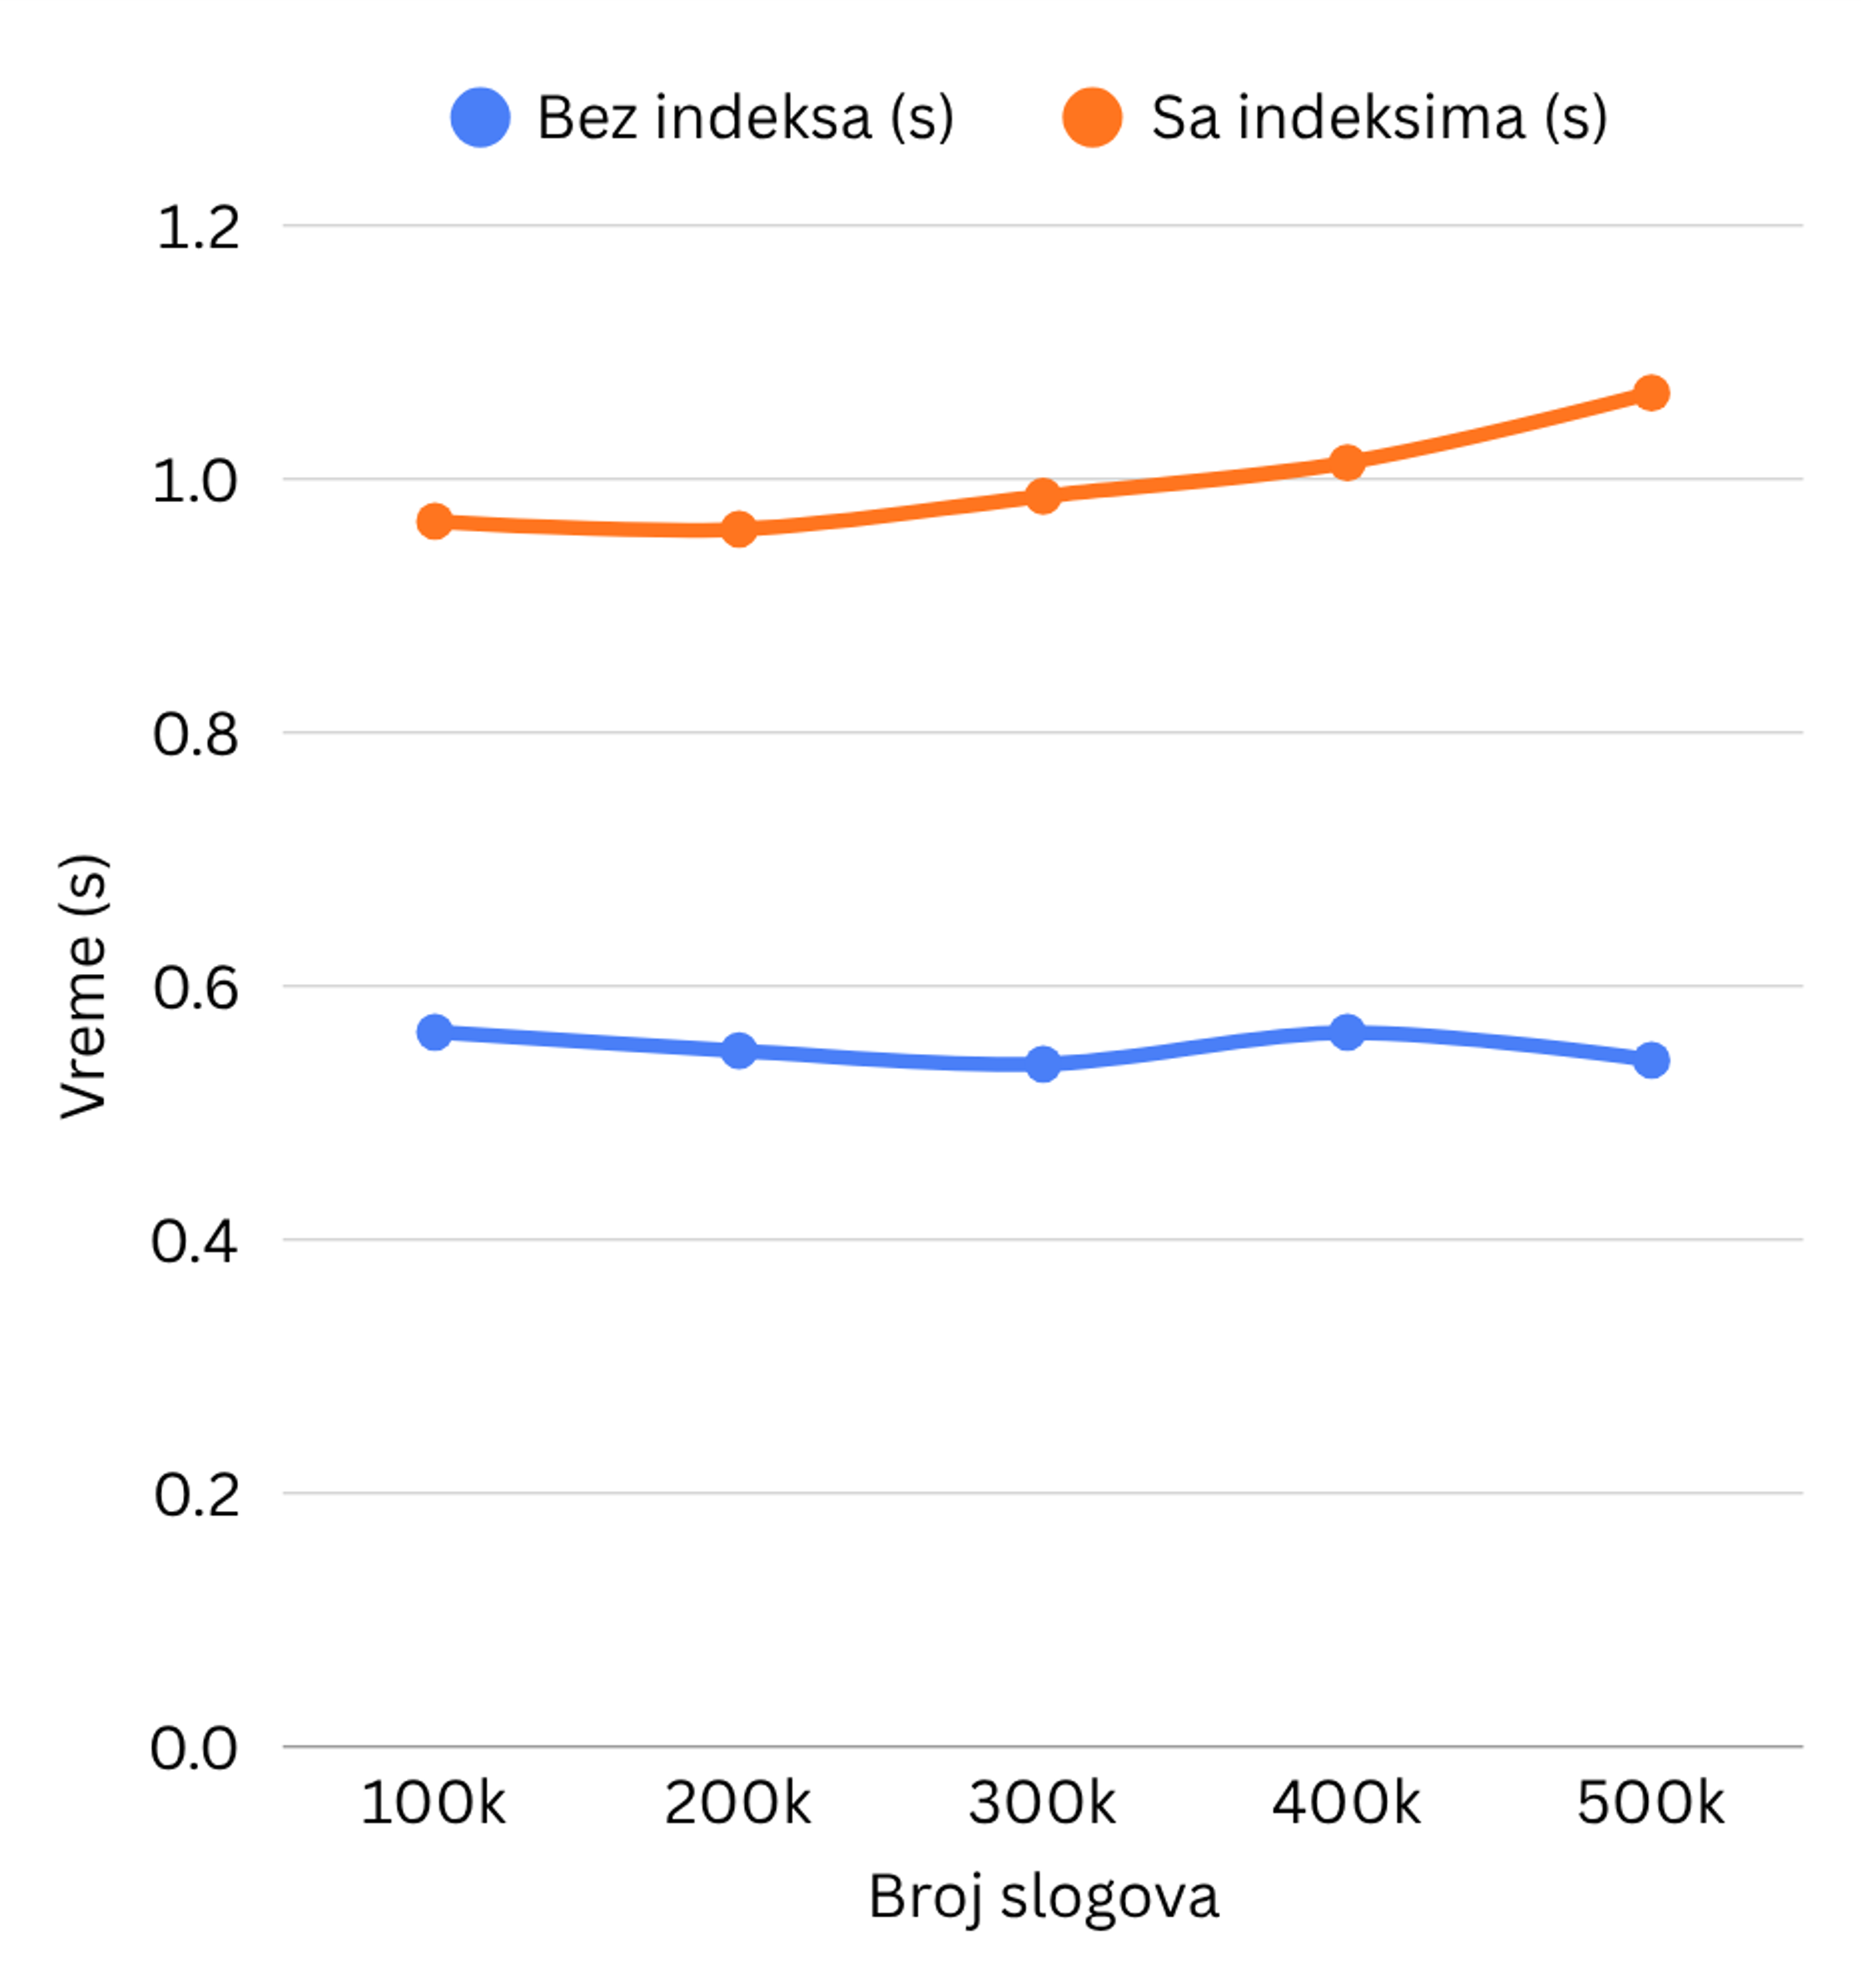 Bez indeksa (s) Sa indeksima (s)
1.2
1.0
0.8
0.6
0.4
0.2
0.0
Vreme (s)
100k 200k 300k 400k 500k
Broj slogova